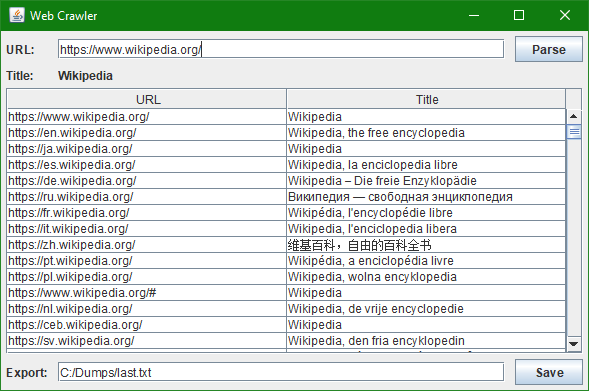 Web Crawler
URL: https://www.wikipedia.org/ Parse
Title: Wikipedia
URL Title
https://www.wikipedia.org/ Wikipedia
https://en.wikipedia.org/ Wikipedia, the free encyclopedia
https://ja.wikipedia.org/ Wikipedia
https://es.wikipedia.org/ Wikipedia, la enciclopedia libre
https://de.wikipedia.org/ Wikipedia – Die freie Enzyklopädie
https://ru.wikipedia.org/ Википедия — свободная энциклопедия
https://fr.wikipedia.org/ Wikipédia, l'encyclopédie libre
https://it.wikipedia.org/ Wikipedia, l'enciclopedia libera
https://zh.wikipedia.org/ 维基百科，自由的百科全书
https://pt.wikipedia.org/ Wikipédia, a enciclopédia livre
https://pl.wikipedia.org/ Wikipedia, wolna encyklopedia
https://www.wikipedia.org/# Wikipedia
https://nl.wikipedia.org/ Wikipedia, de vrije encyclopedie
https://ceb.wikipedia.org/ Wikipedia
https://sv.wikipedia.org/ Wikipedia, den fria encyklopedin
Export: C:/Dumps/last.txt Save